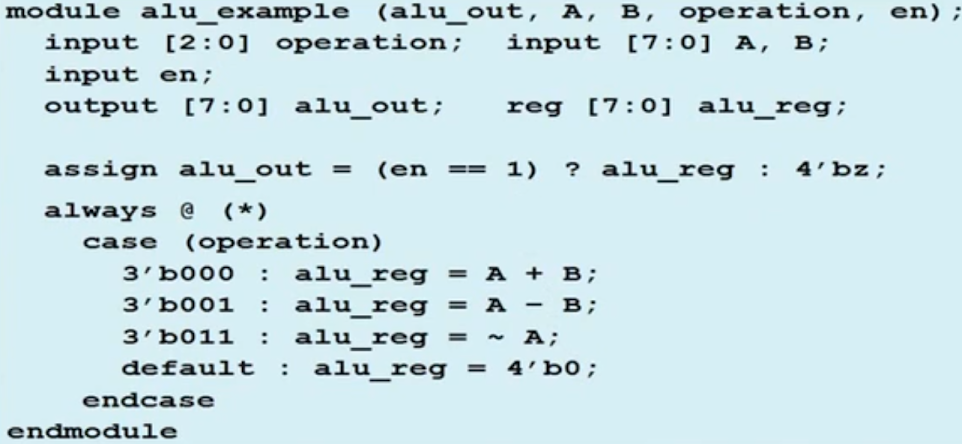 module alu_example (alu_out, A, B, operation, en);
input [2:0] operation; input [7:0] A, B;
input en;
output [7:0] alu_out; reg [7:0] alu_reg;
assign alu_out = (en == 1) ? alu_reg : 4’bz;
always @ (*)
case (operation)
3’b000 : alu_reg = A + B;
3’b001 : alu_reg = A - B;
3’b011 : alu_reg = ~ A;
default : alu_reg = 4’b0;
endcase
endmodule